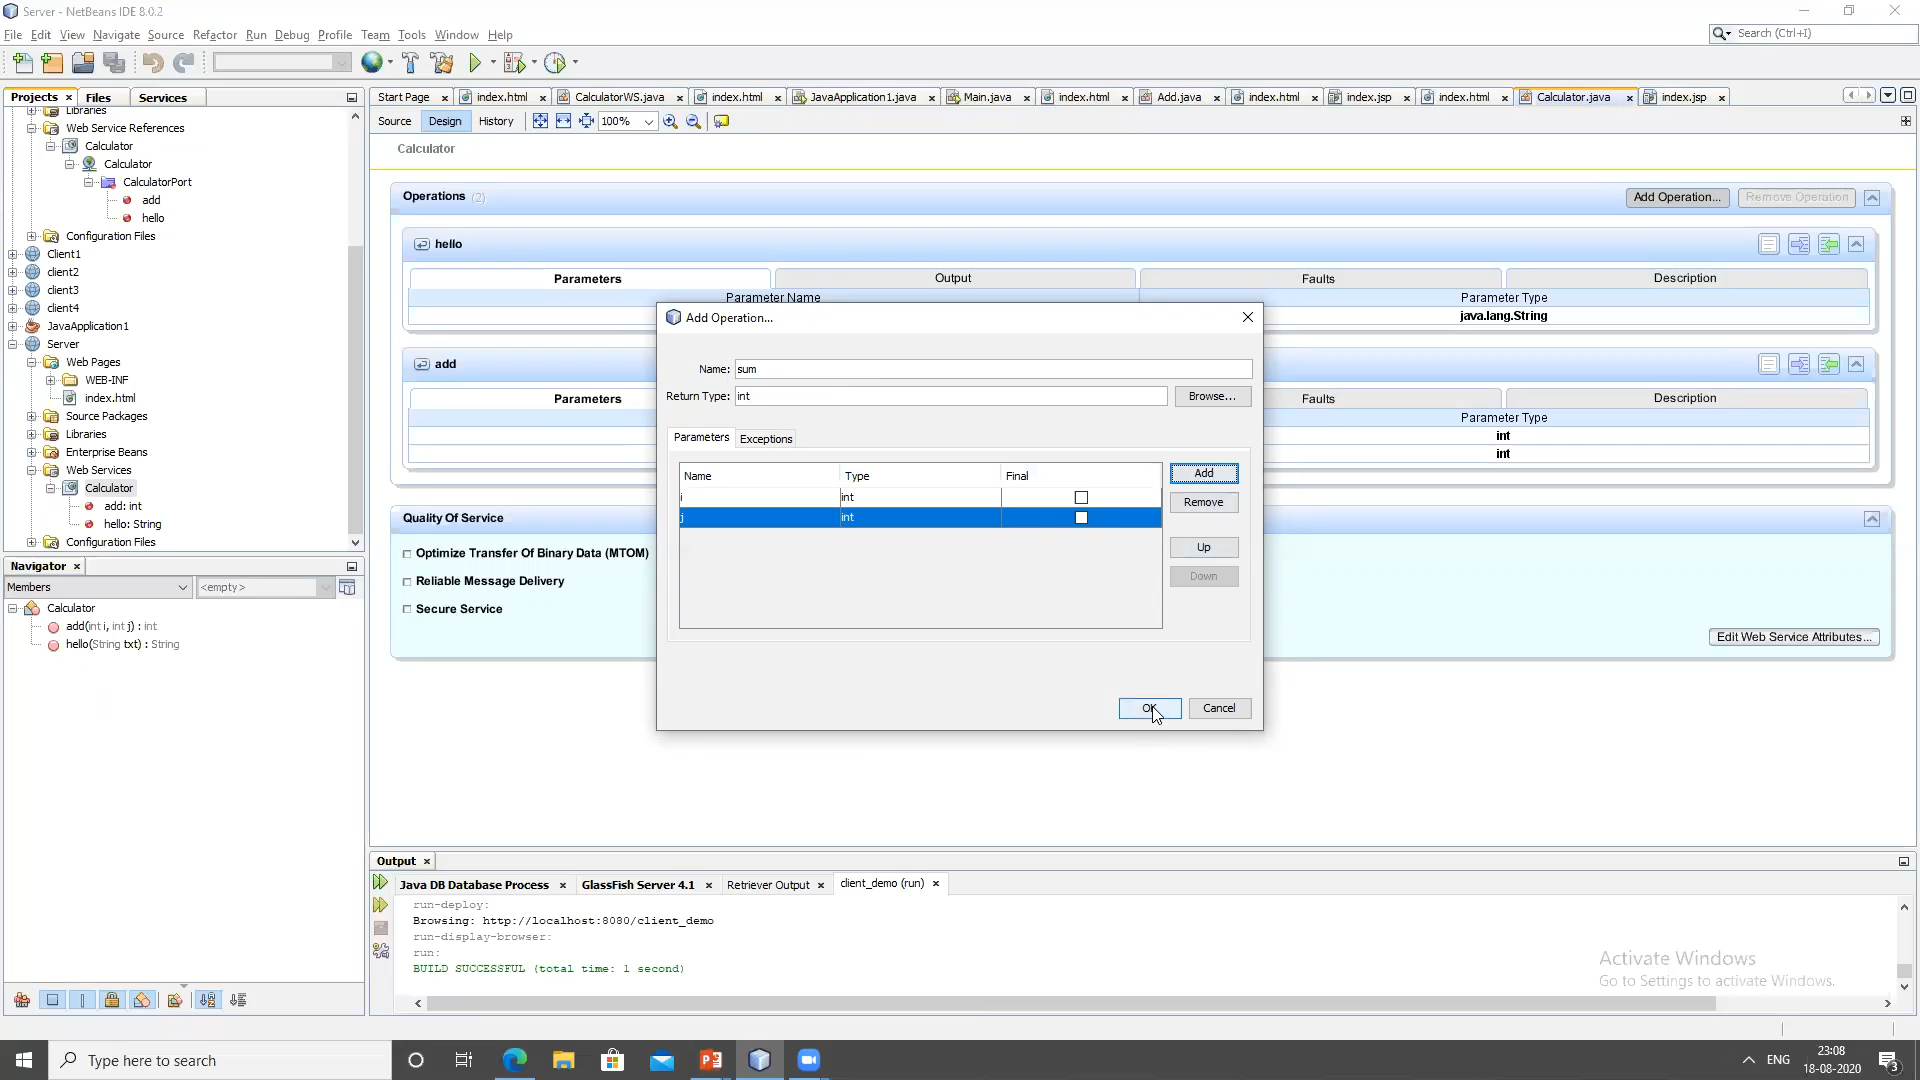 Server - NetBeans IDE 8.0.2
File Edit View Navigate Source Refactor Run Debug Profile Team Tools Window Help
Search (Ctrl+I)
Projects Files Services
Start Page index.html CalculatorWS.java index.html JavaApplication1.java Main.java index.html Add.java index.html index.jsp index.html Calculator.java index.jsp
Source Design History 100%
Libraries
Web Service References
Calculator
Calculator
CalculatorPort
add
hello
Configuration Files
Client1
client2
client3
client4
JavaApplication1
Server
Web Pages
WEB-INF
index.html
Source Packages
Libraries
Enterprise Beans
Web Services
Calculator
add: int
hello: String
Configuration Files
Navigator
Members <empty>
Calculator
add(int i, int j) : int
hello(String txt) : String
Calculator
Operations (2) Add Operation... Remove Operation
hello
Parameters Output Faults Description
Parameter Name Parameter Type
java.lang.String
add
Parameters Faults Description
Parameter Type
int
int
Quality Of Service
Optimize Transfer Of Binary Data (MTOM)
Reliable Message Delivery
Secure Service
Edit Web Service Attributes...
Add Operation...
Name: sum
Return Type: int Browse...
Parameters Exceptions
Name Type Final
i int
j int
Add
Remove
Up
Down
OK Cancel
Output
Java DB Database Process GlassFish Server 4.1 Retriever Output client_demo (run)
run-deploy:
Browsing: http://localhost:8080/client_demo
run-display-browser:
run:
BUILD SUCCESSFUL (total time: 1 second)
Activate Windows
Go to Settings to activate Windows.
Type here to search
ENG
23:08
18-08-2020
3